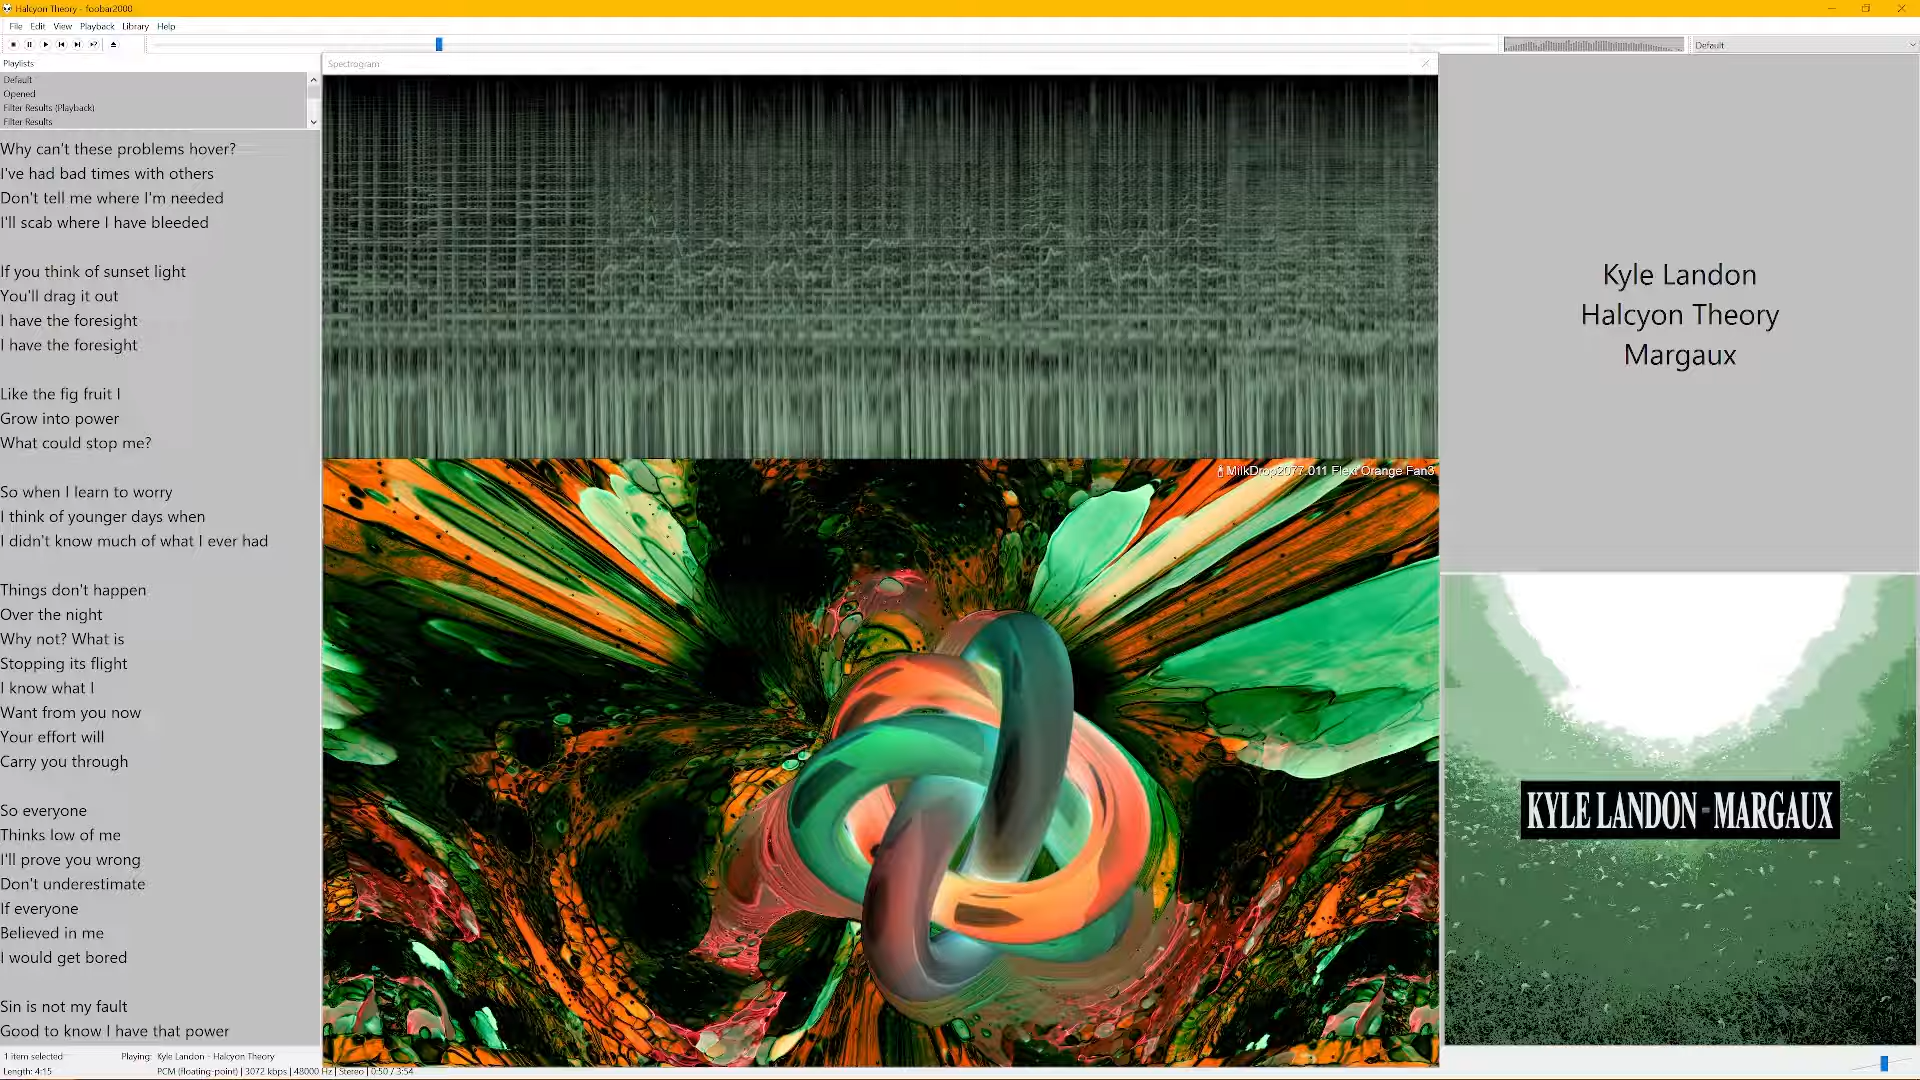 Halcyon Theory - foobar2000
File Edit View Playback Library Help
Default
Playlists
Default
Opened
Filter Results (Playback)
Filter Results
Why can't these problems hover?
I've had bad times with others
Don't tell me where I'm needed
I'll scab where I have bleeded
If you think of sunset light
You'll drag it out
I have the foresight
I have the foresight
Like the fig fruit I
Grow into power
What could stop me?
So when I learn to worry
I think of younger days when
I didn't know much of what I ever had
Things don't happen
Over the night
Why not? What is
Stopping its flight
I know what I
Want from you now
Your effort will
Carry you through
So everyone
Thinks low of me
I'll prove you wrong
Don't underestimate
If everyone
Believed in me
I would get bored
Sin is not my fault
Good to know I have that power
Spectrogram
MilkDrop2077.011 Flexi Orange Fan3
Kyle Landon
Halcyon Theory
Margaux
KYLE LANDON - MARGAUX
1 item selected
Playing: Kyle Landon - Halcyon Theory
Length: 4:15
PCM (floating-point) | 3072 kbps | 48000 Hz | Stereo | 0:50 / 3:54